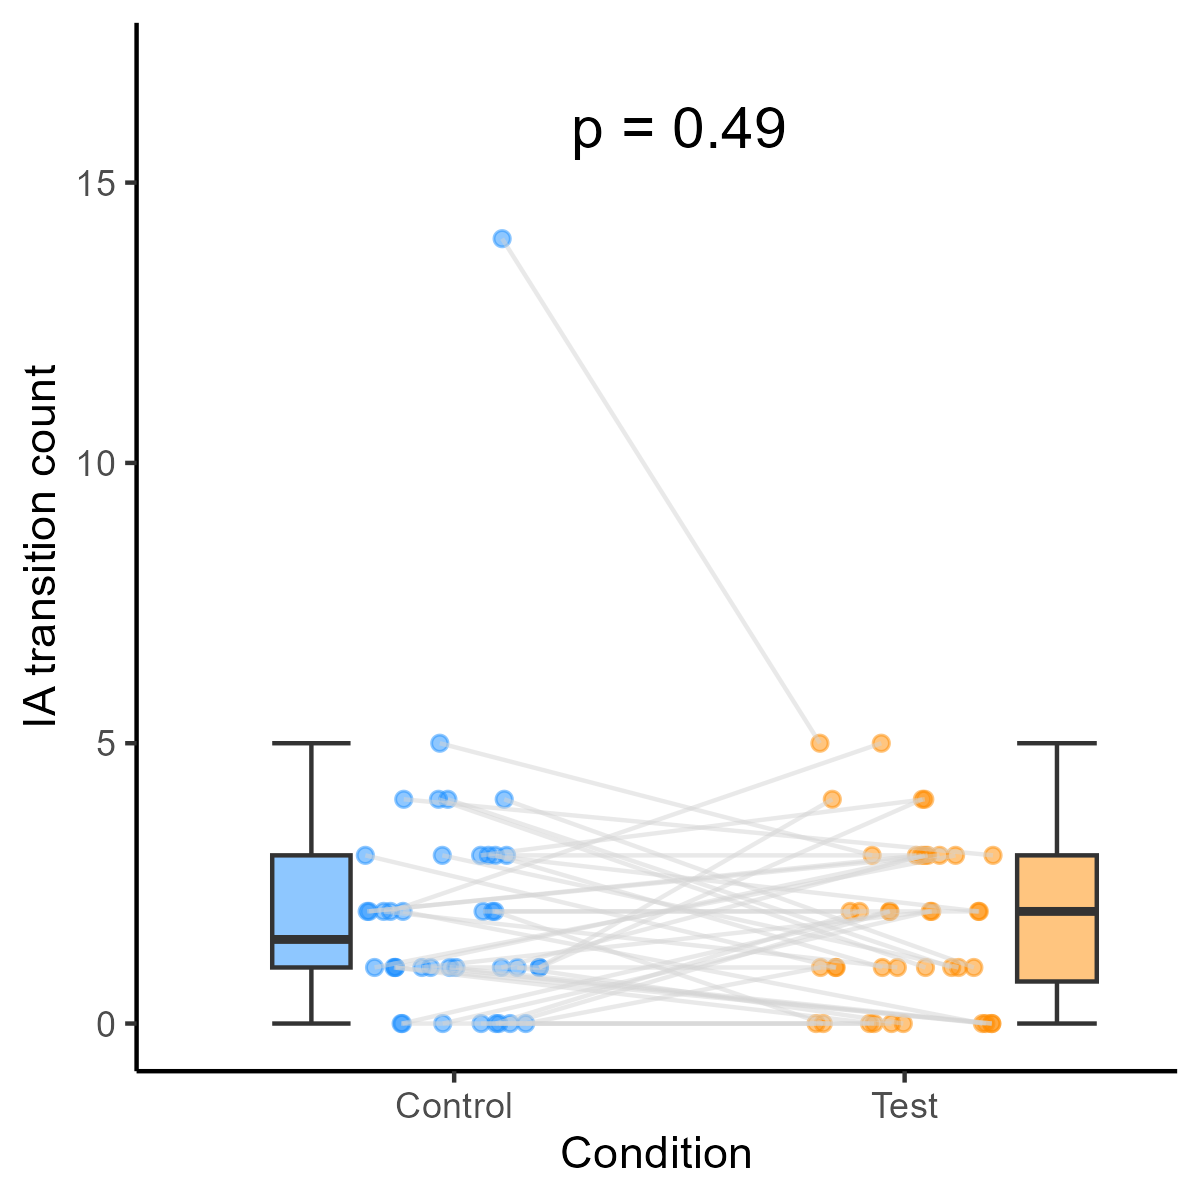 p = 0.49
15
10
5
0
IA transition count
Control
Test
Condition